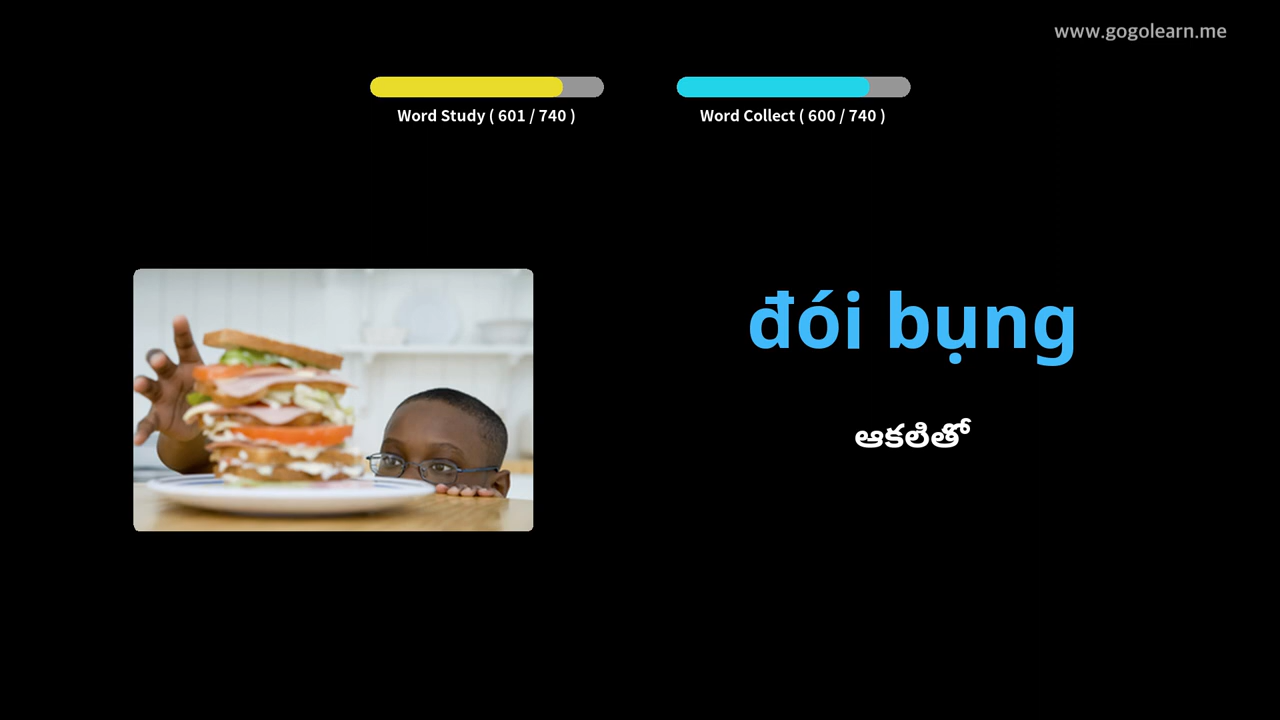 www.gogolearn.me
Word Study ( 601 / 740 )
Word Collect ( 600 / 740 )
đói bụng
ఆకలితో